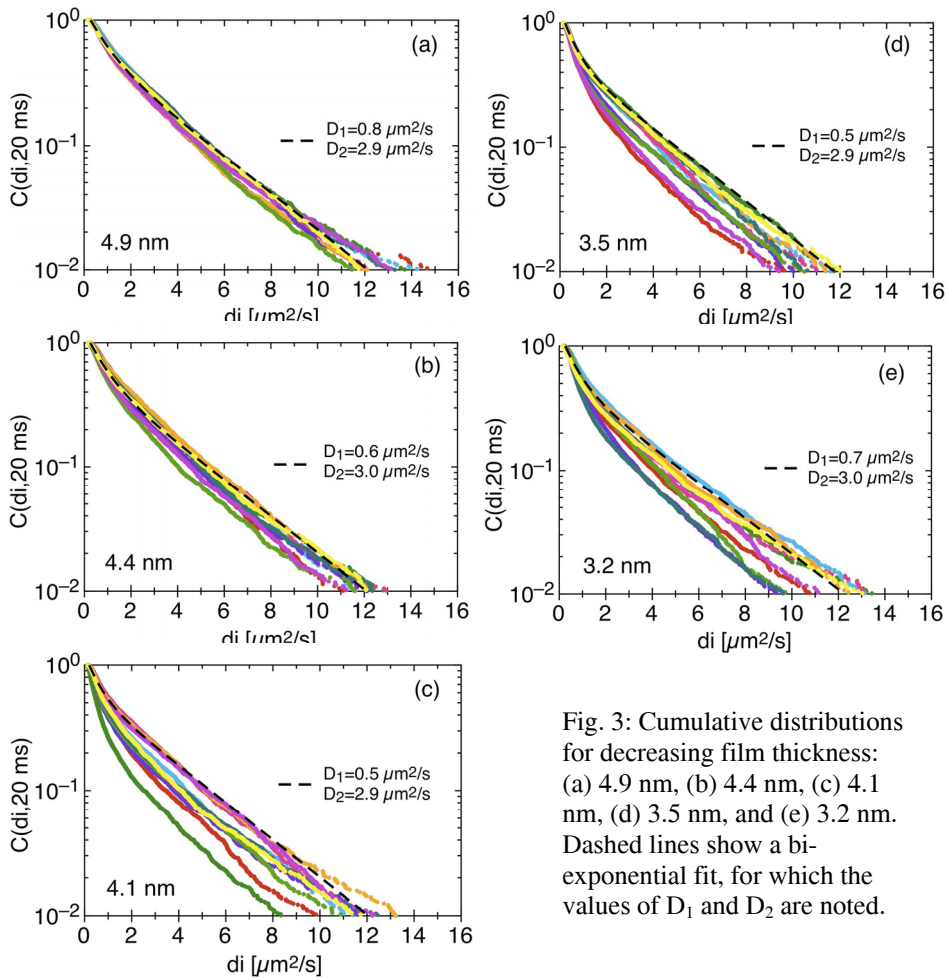 (a)
C(di,20 ms)
10⁰
10⁻¹
10⁻²
D₁=0.8 µm²/s
D₂=2.9 µm²/s
4.9 nm
0 2 4 6 8 10 12 14 16
di [µm²/s]
(b)
C(di,20 ms)
10⁰
10⁻¹
10⁻²
D₁=0.6 µm²/s
D₂=3.0 µm²/s
4.4 nm
0 2 4 6 8 10 12 14 16
di [µm²/s]
(c)
C(di,20 ms)
10⁰
10⁻¹
10⁻²
D₁=0.5 µm²/s
D₂=2.9 µm²/s
4.1 nm
0 2 4 6 8 10 12 14 16
di [µm²/s]
(d)
C(di,20 ms)
10⁰
10⁻¹
10⁻²
D₁=0.5 µm²/s
D₂=2.9 µm²/s
3.5 nm
0 2 4 6 8 10 12 14 16
di [µm²/s]
(e)
C(di,20 ms)
10⁰
10⁻¹
10⁻²
D₁=0.7 µm²/s
D₂=3.0 µm²/s
3.2 nm
0 2 4 6 8 10 12 14 16
di [µm²/s]
Fig. 3: Cumulative distributions
for decreasing film thickness:
(a) 4.9 nm, (b) 4.4 nm, (c) 4.1
nm, (d) 3.5 nm, and (e) 3.2 nm.
Dashed lines show a bi-
exponential fit, for which the
values of D₁ and D₂ are noted.